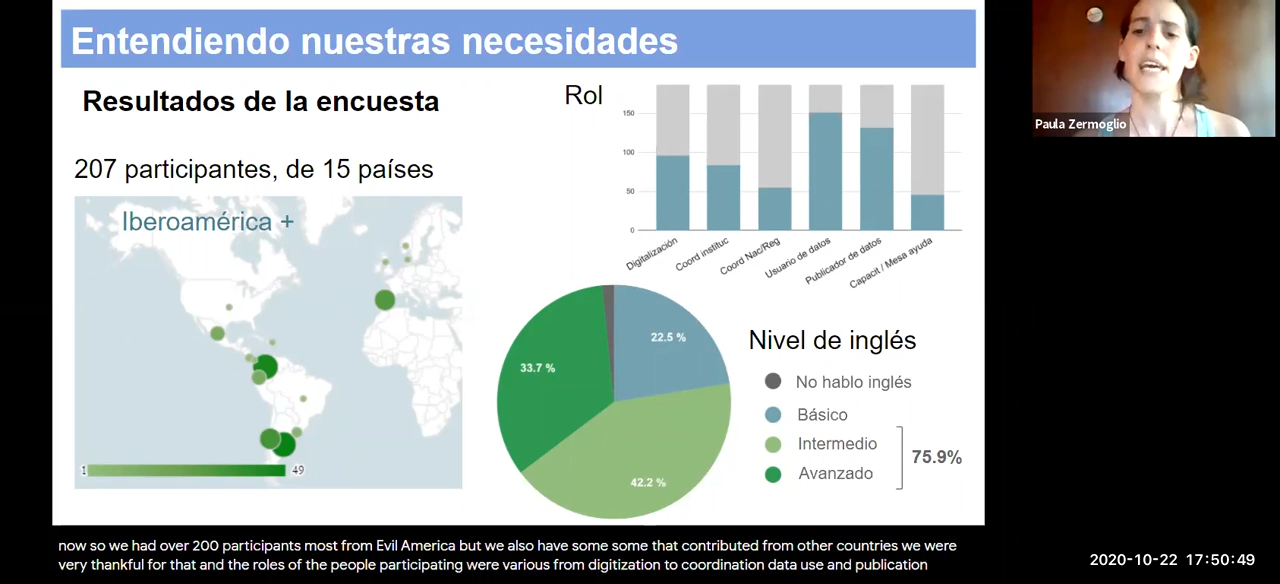 Entendiendo nuestras necesidades
Resultados de la encuesta
207 participantes, de 15 países
Iberoamérica +
1
49
Rol
150
100
50
0
Digitalización
Coord instituc
Coord Nac/Reg
Usuario de datos
Publicador de datos
Capacit / Mesa ayuda
22.5 %
33.7 %
42.2 %
Nivel de inglés
No hablo inglés
Básico
Intermedio
Avanzado
75.9%
Paula Zermoglio
now so we had over 200 participants most from Evil America but we also have some some that contributed from other countries we were
very thankful for that and the roles of the people participating were various from digitization to coordination data use and publication
2020-10-22 17:50:49